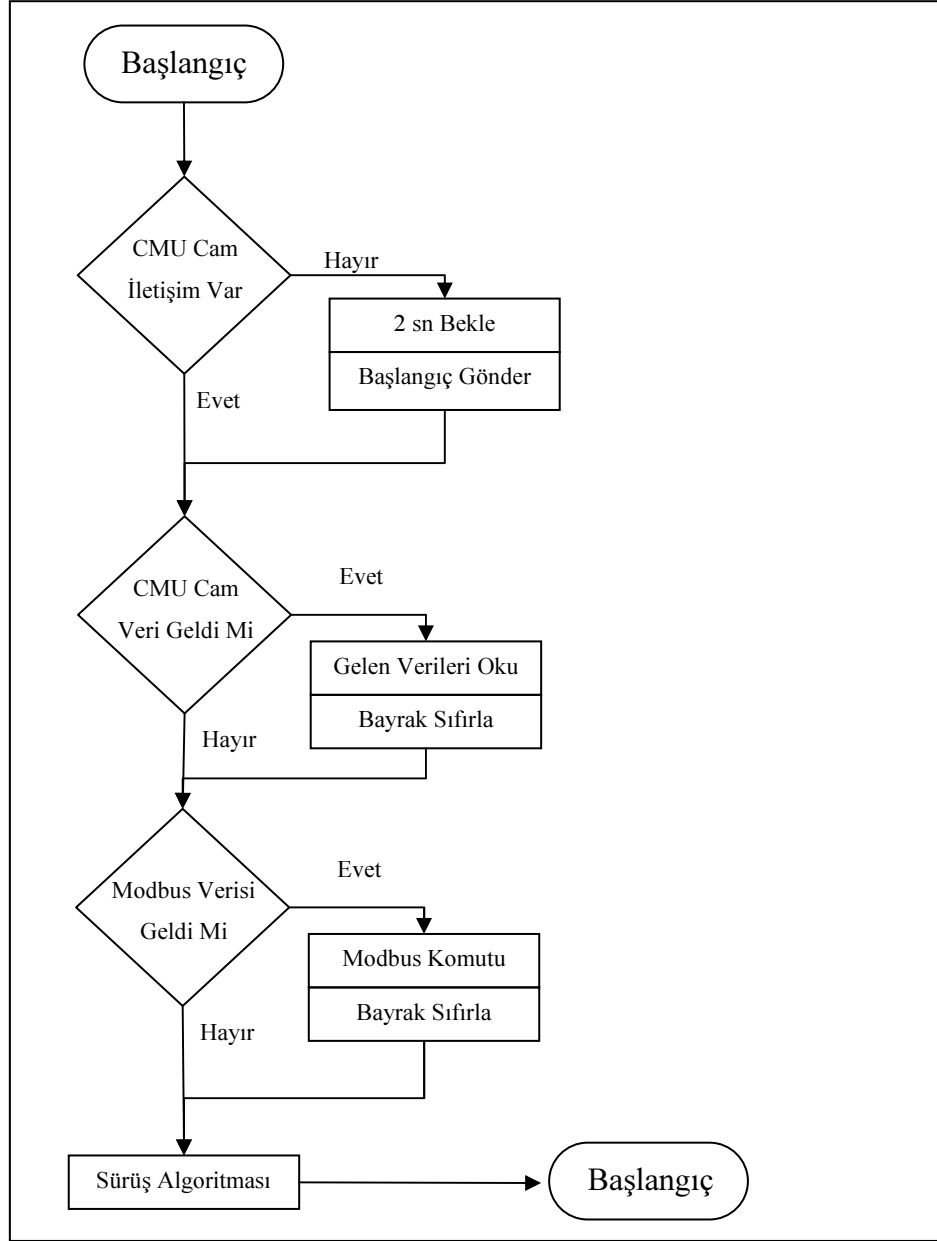 Başlangıç
CMU Cam
İletişim Var
Hayır
2 sn Bekle
Başlangıç Gönder
Evet
CMU Cam
Veri Geldi Mi
Evet
Gelen Verileri Oku
Bayrak Sıfırla
Hayır
Modbus Verisi
Geldi Mi
Evet
Modbus Komutu
Bayrak Sıfırla
Hayır
Sürüş Algoritması
Başlangıç